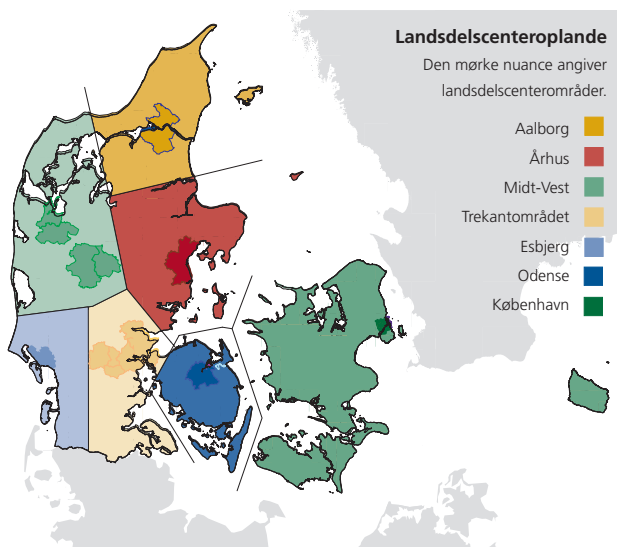 Landsdelscenteroplande
Den mørke nuance angiver
landsdelscenterområder.
Aalborg
Århus
Midt-Vest
Trekantområdet
Esbjerg
Odense
København